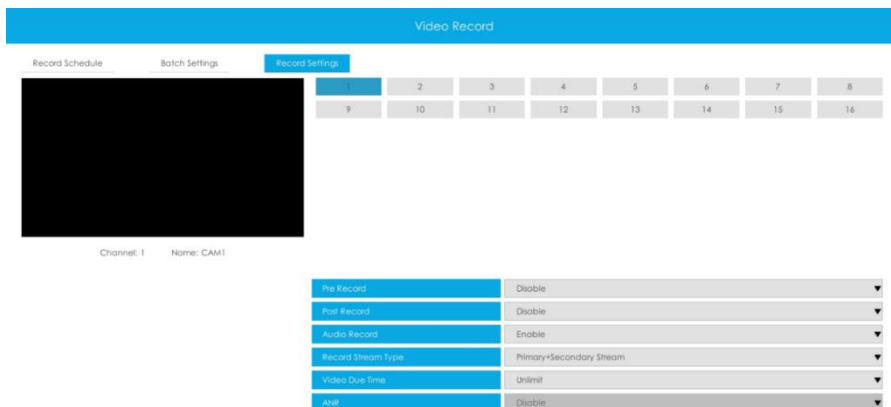 Video Record
Record Schedule Batch Settings Record Settings
1 2 3 4 5 6 7 8
9 10 11 12 13 14 15 16
Channel: 1 Name: CAM1
Pre Record Disable
Post Record Disable
Audio Record Enable
Record Stream Type Primary+Secondary Stream
Video Due Time Unlimit
ANR Disable